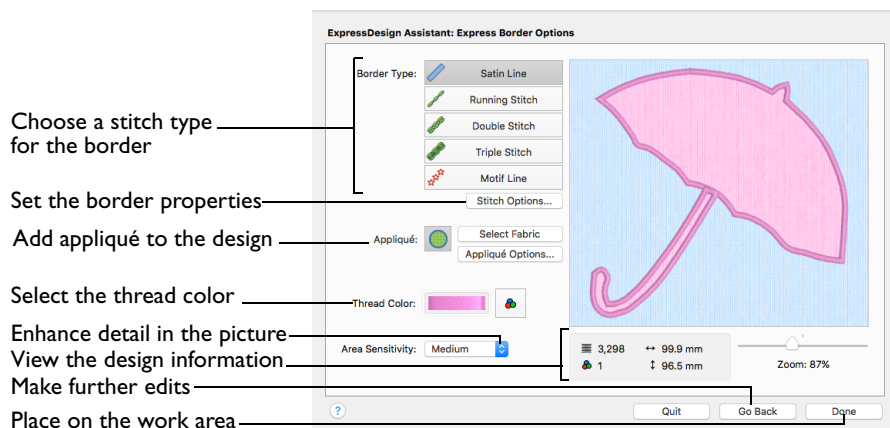 ExpressDesign Assistant: Express Border Options
Border Type:
Satin Line
Running Stitch
Double Stitch
Triple Stitch
Motif Line
Stitch Options...
Appliqué:
Select Fabric
Appliqué Options...
Thread Color:
Area Sensitivity:
Medium
3,298
99.9 mm
1
96.5 mm
Zoom: 87%
?
Quit
Go Back
Done
Choose a stitch type
for the border
Set the border properties
Add appliqué to the design
Select the thread color
Enhance detail in the picture
View the design information
Make further edits
Place on the work area